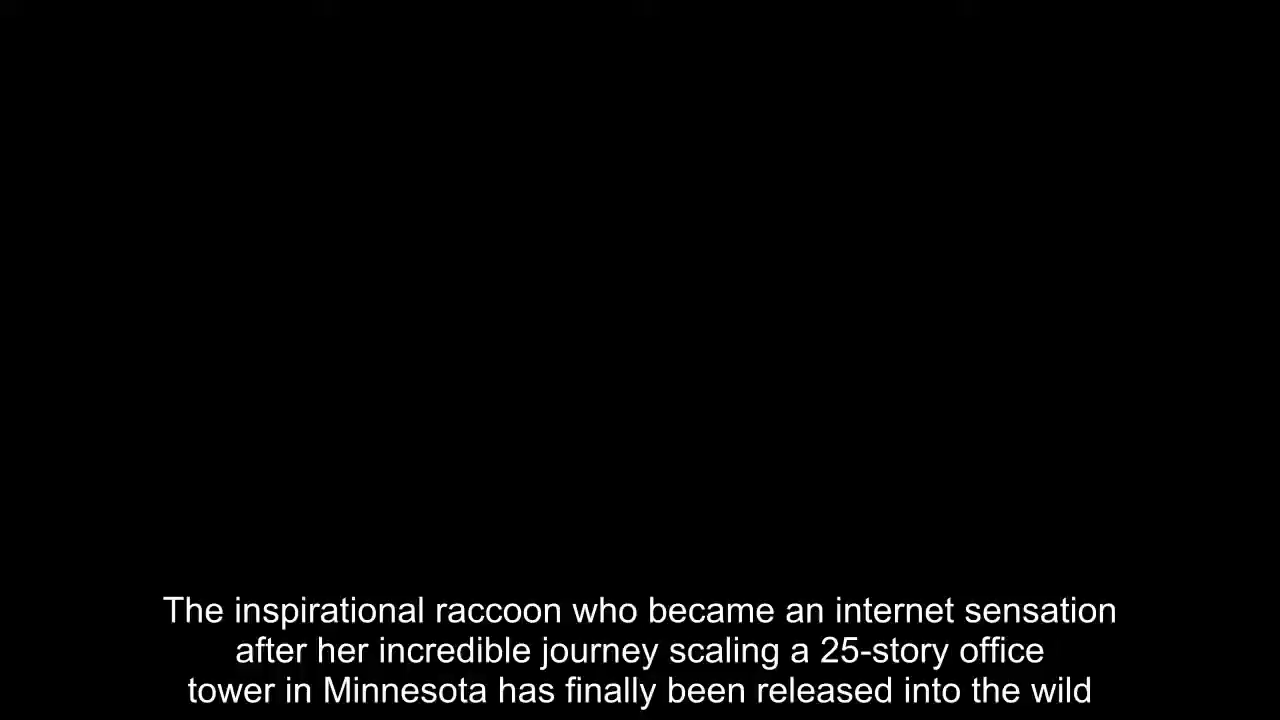 The inspirational raccoon who became an internet sensation
after her incredible journey scaling a 25-story office
tower in Minnesota has finally been released into the wild